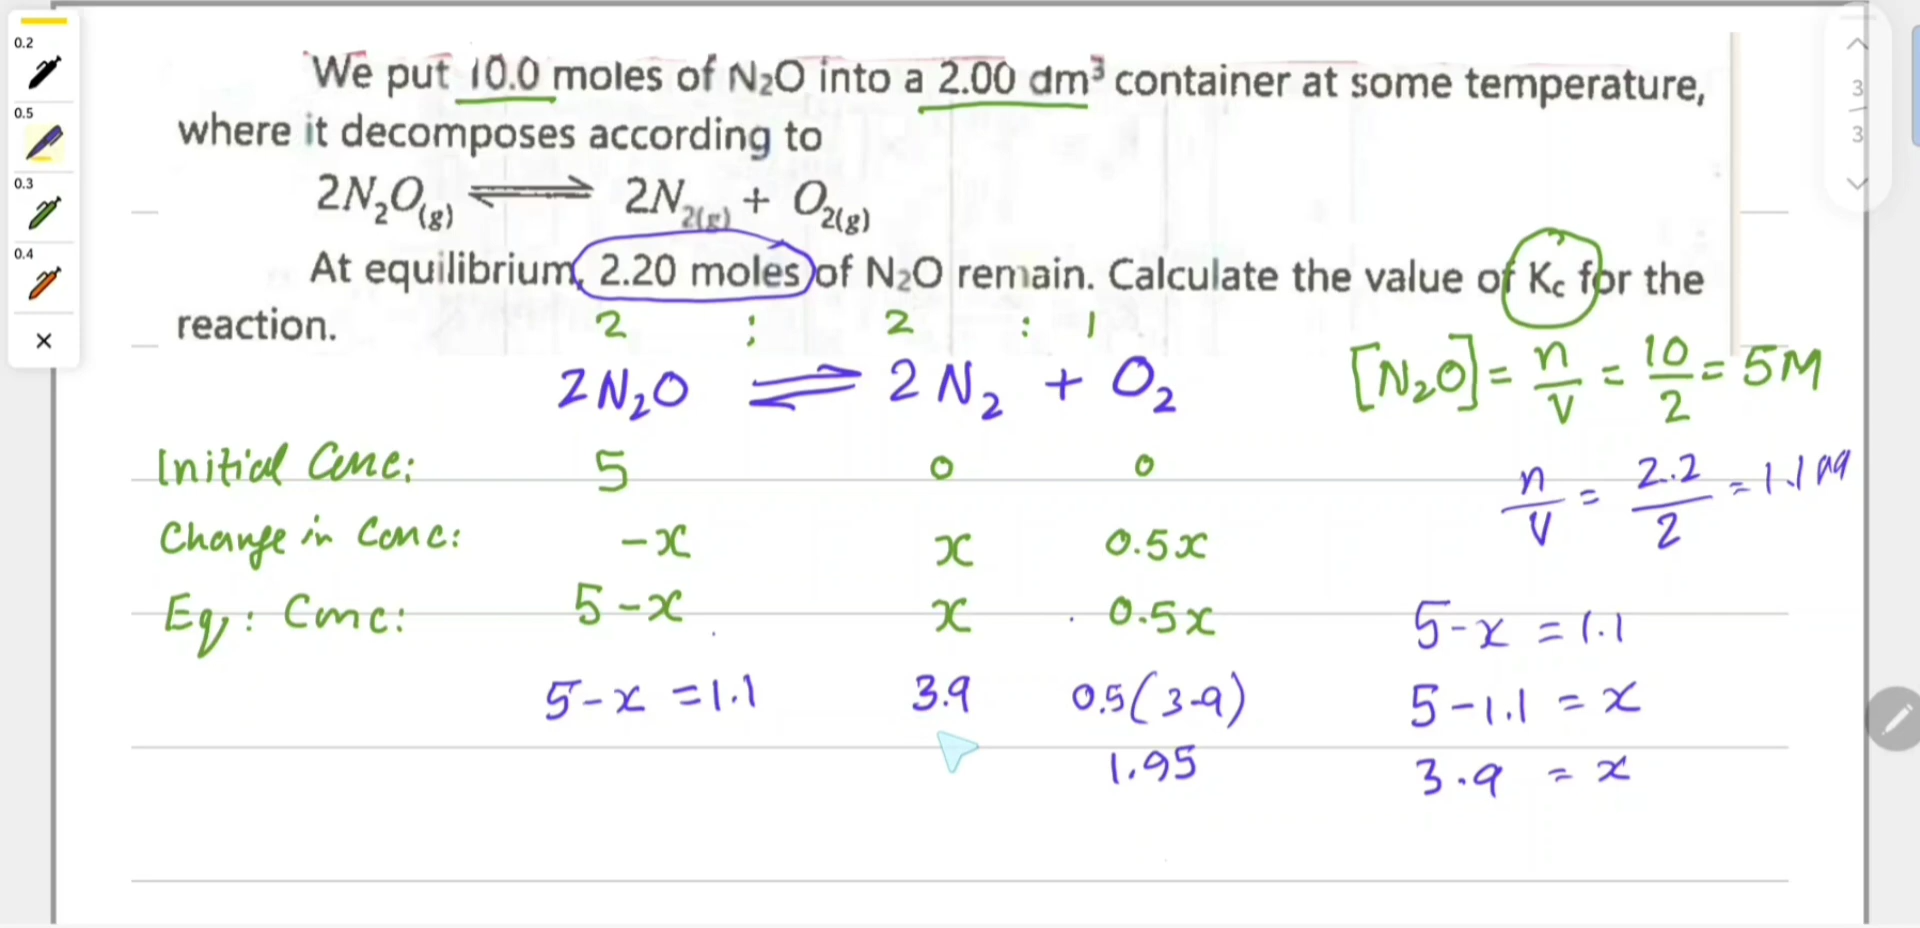 0.2
0.5
0.3
0.4
×
3
3
We put 10.0 moles of N₂O into a 2.00 dm³ container at some temperature,
where it decomposes according to
2N₂O(g) ⇌ 2N₂(g) + O₂(g)
At equilibrium, 2.20 moles of N₂O remain. Calculate the value of Kc for the
reaction.
2 : 2 : 1
2N₂O ⇌ 2N₂ + O₂
[N₂O] = n/V = 10/2 = 5M
Initial Conc: 5 0 0
n/V = 2.2/2 = 1.1 M
Change in Conc: -x x 0.5x
Eq: Conc: 5-x x 0.5x
5-x = 1.1
5-x = 1.1 3.9 0.5(3.9)
5-1.1 = x
1.95
3.9 = x